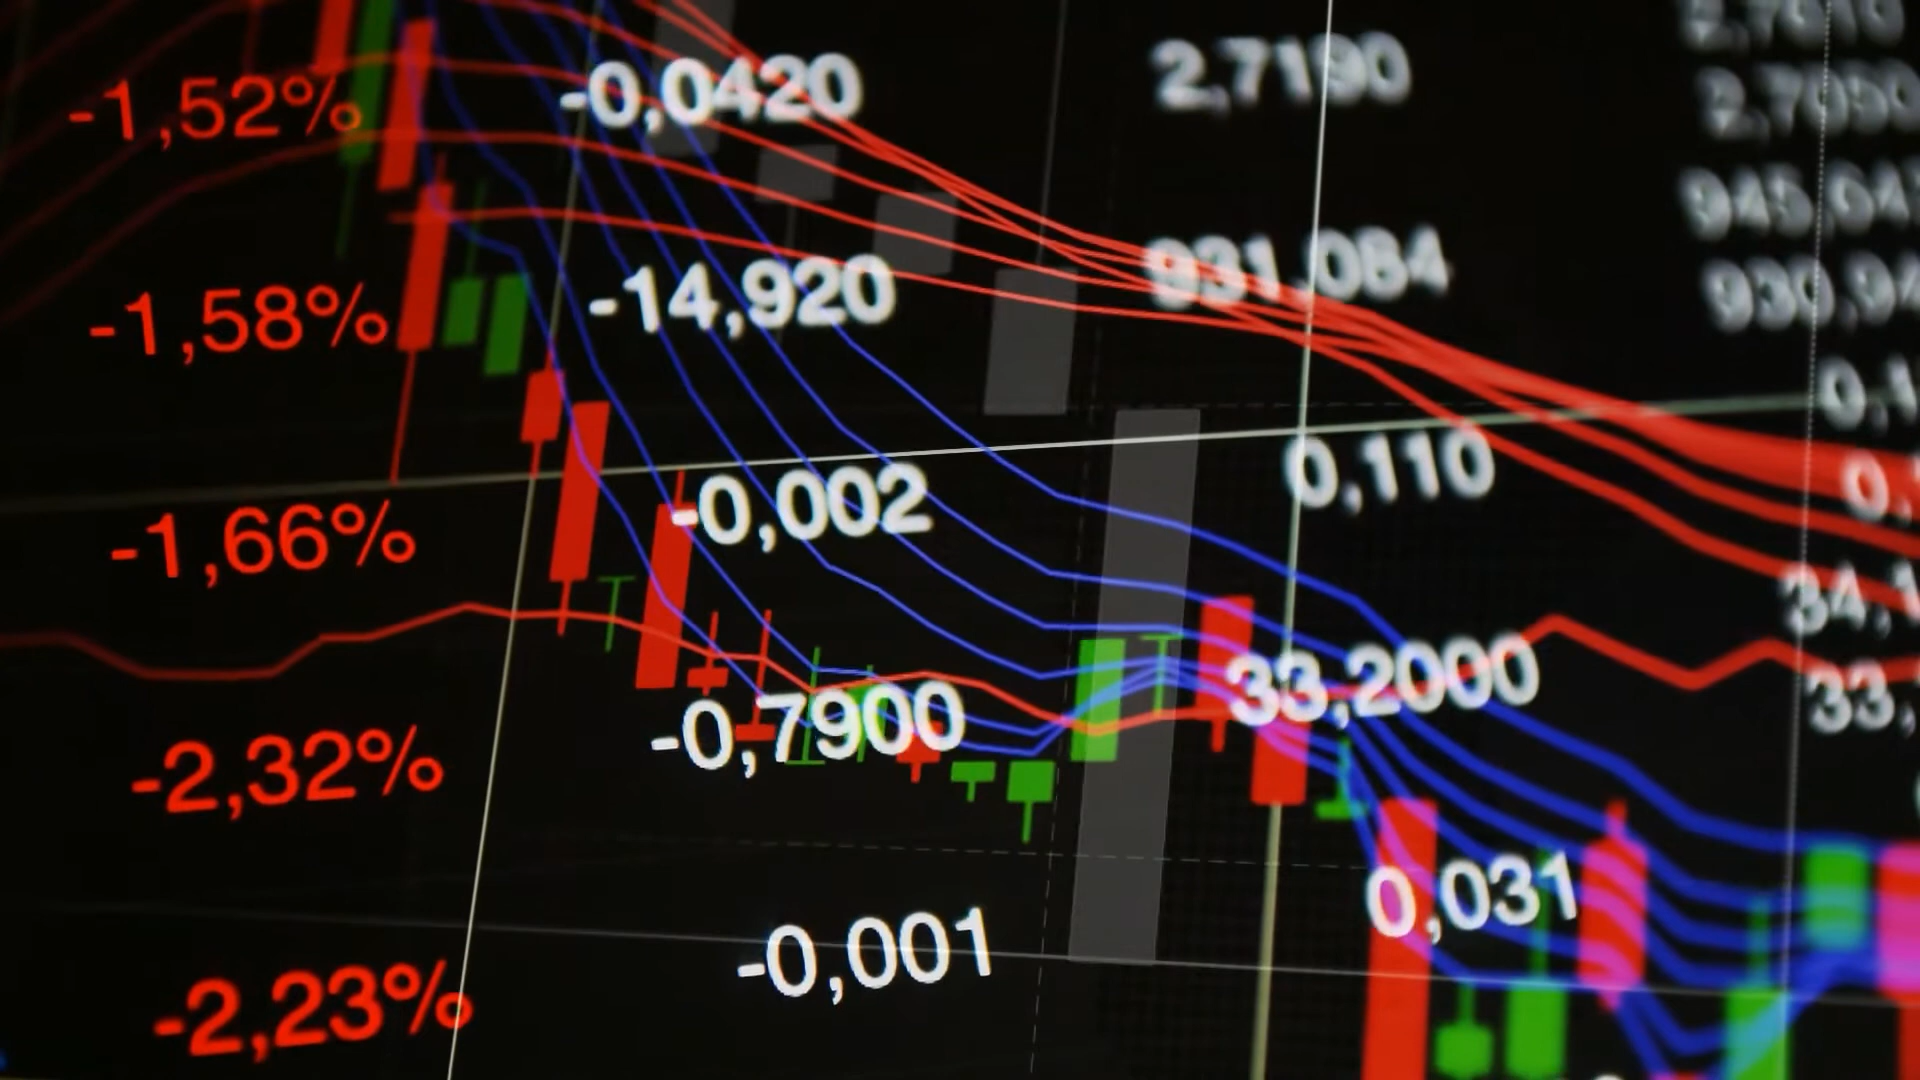 -1,52% -0,0420 2,7190
-1,58% -14,920 931,084
-1,66% -0,002 0,110
-2,32% -0,7900 33,2000
-2,23% -0,001 0,031